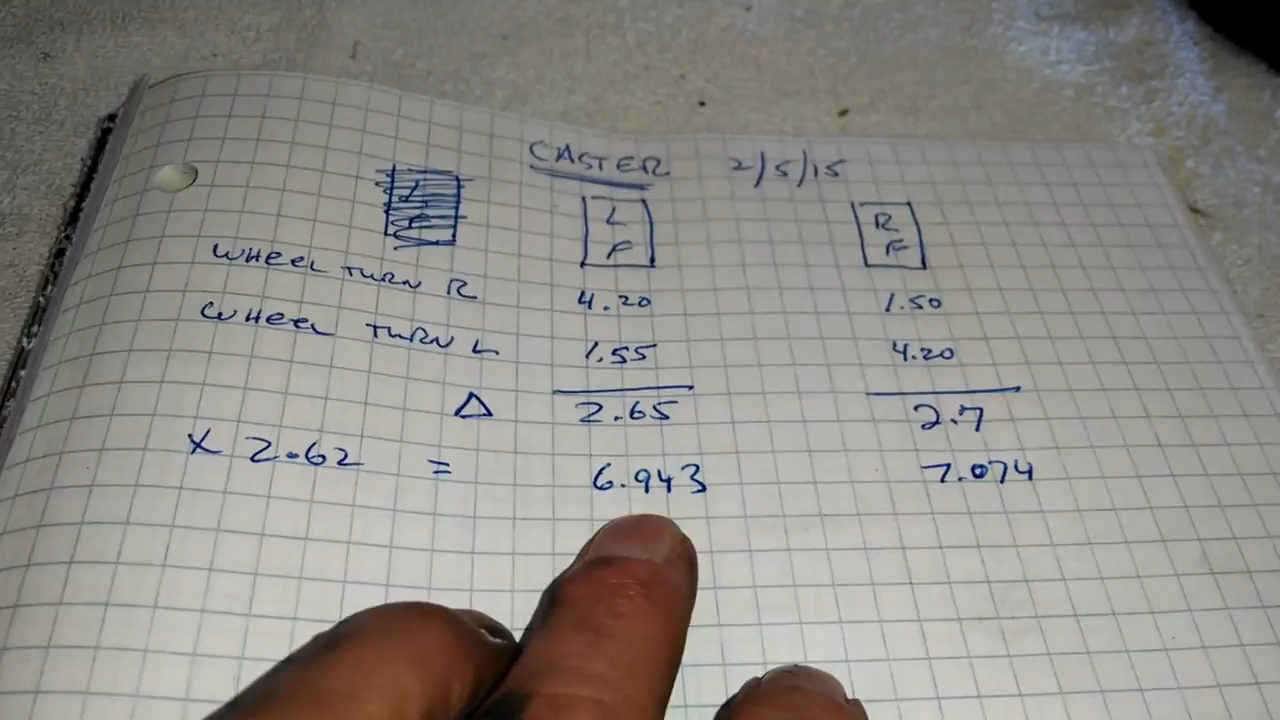 CASTER 2/5/15
L F R F
WHEEL TURN R 4.20 1.50
WHEEL TURN L 1.55 4.20
Δ 2.65 2.7
X 2.62 = 6.943 7.074